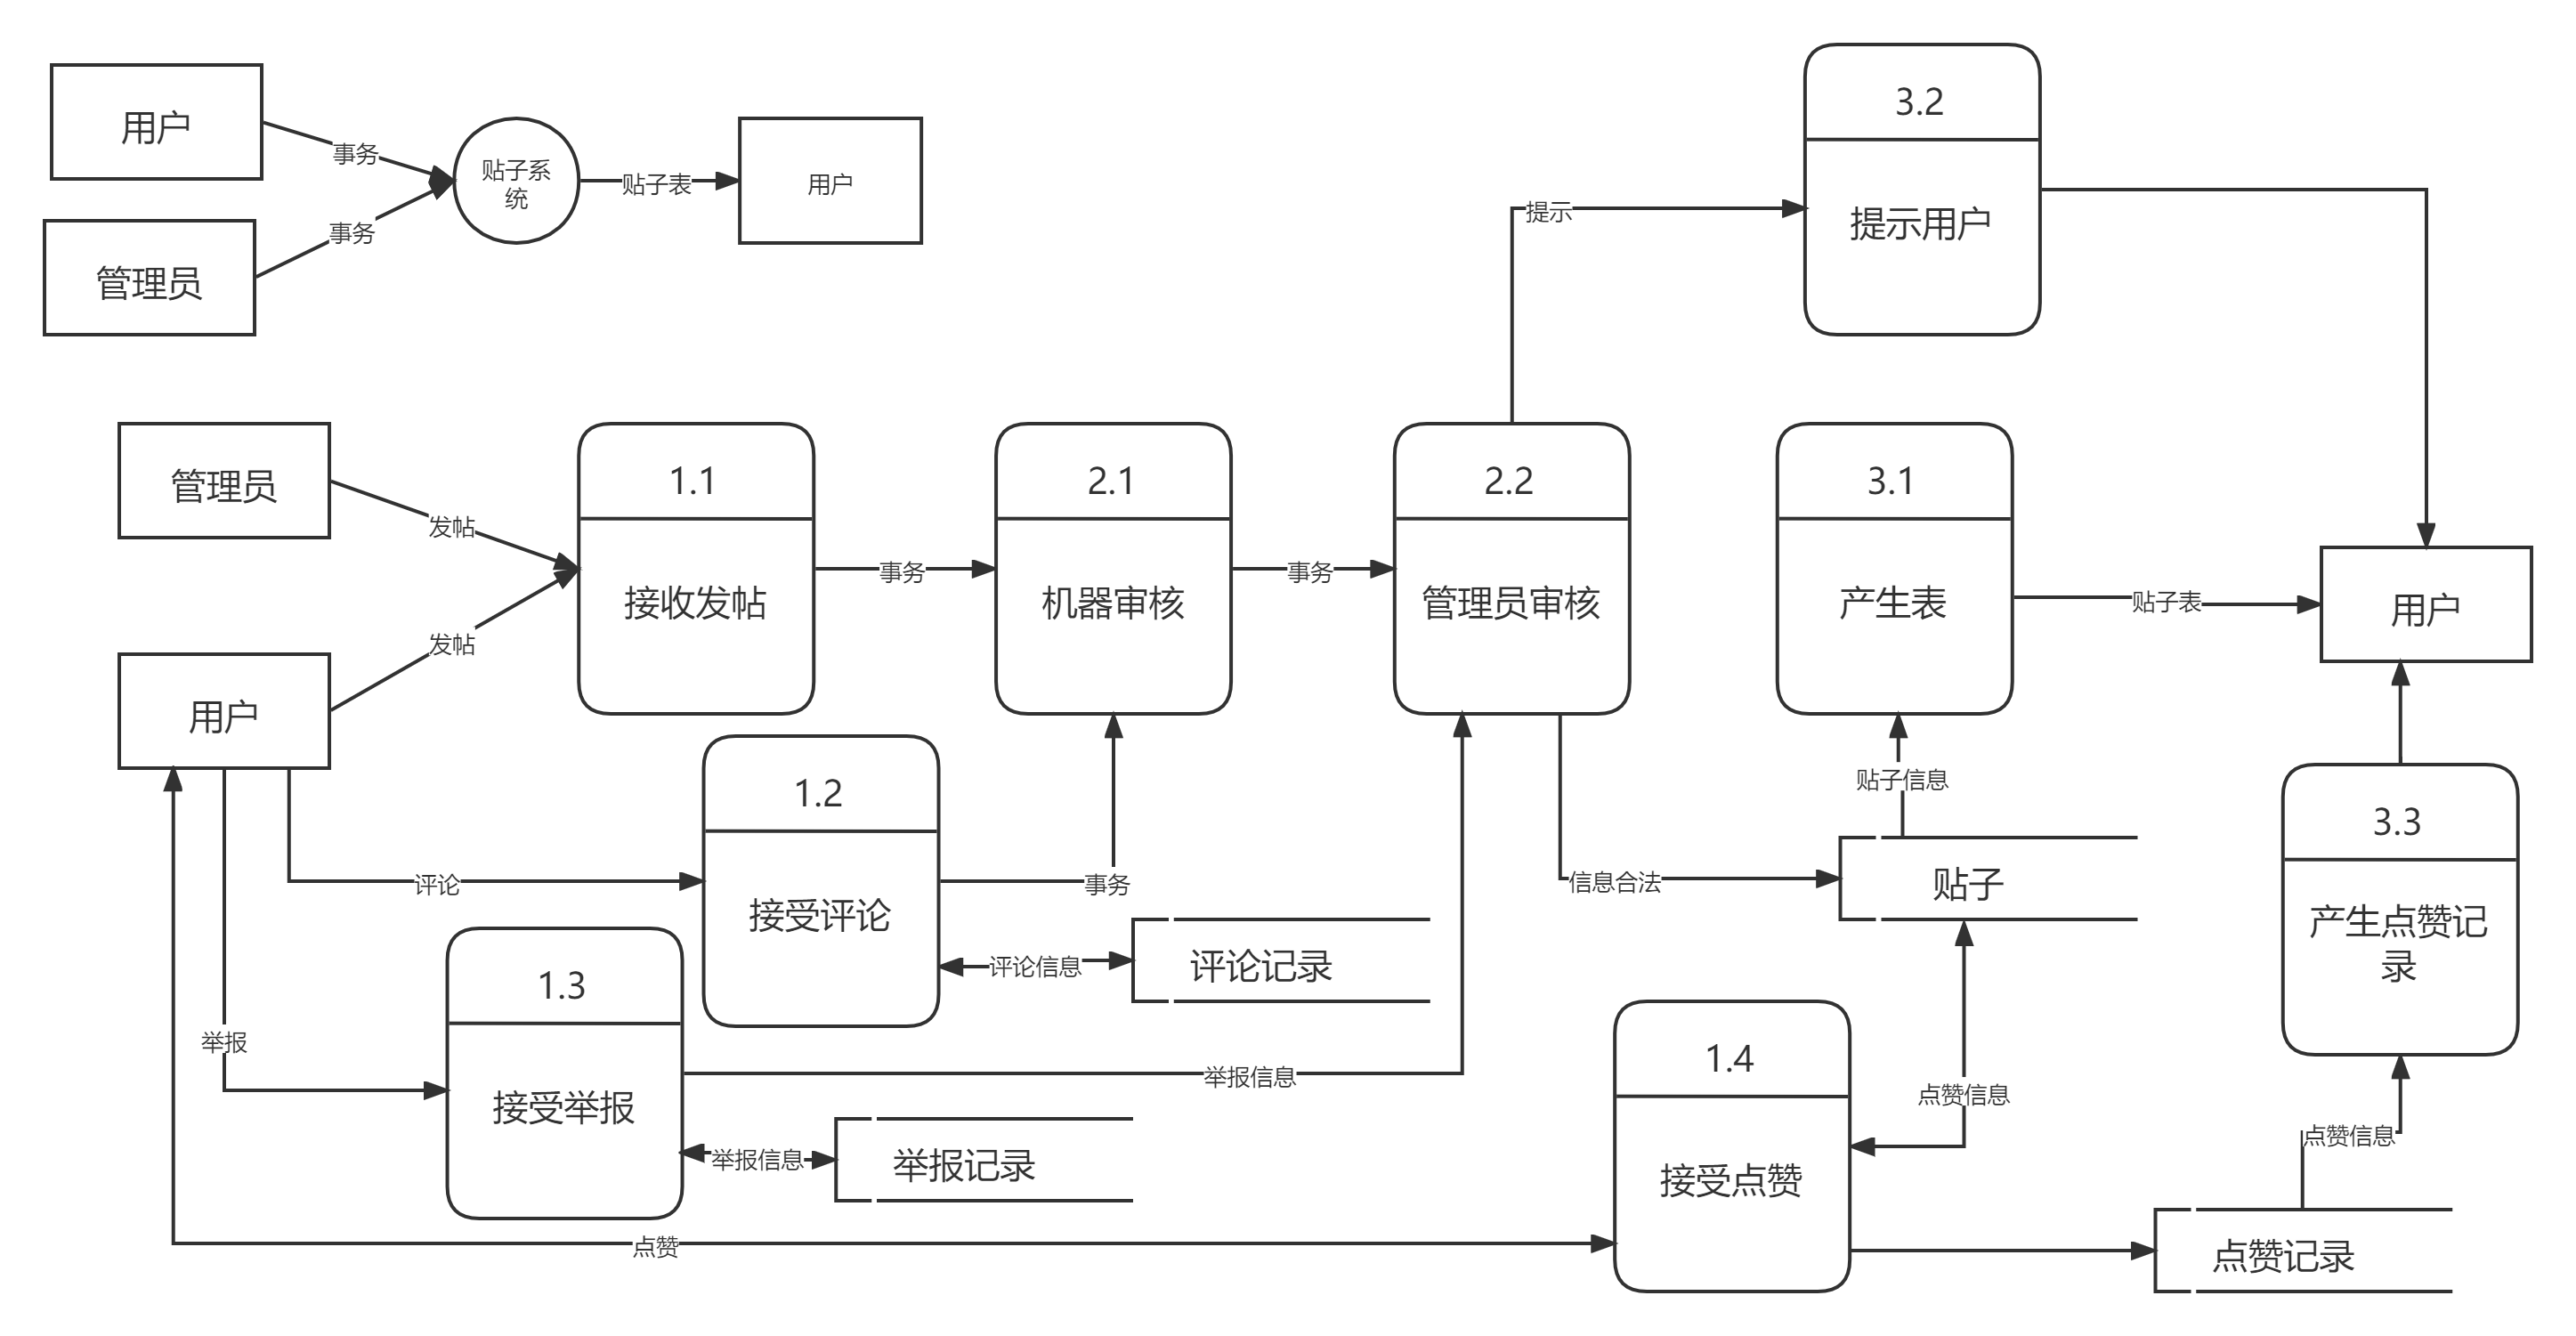 用户
事务
贴子系
统
贴子表
用户
管理员
事务
3.2
提示用户
提示
管理员
发帖
1.1
接收发帖
事务
2.1
机器审核
事务
2.2
管理员审核
3.1
产生表
贴子表
用户
用户
发帖
评论
1.2
接受评论
事务
评论信息
评论记录
信息合法
贴子信息
贴子
3.3
产生点赞记
录
举报
1.3
接受举报
举报信息
举报信息
举报记录
1.4
接受点赞
点赞信息
点赞信息
点赞
点赞记录